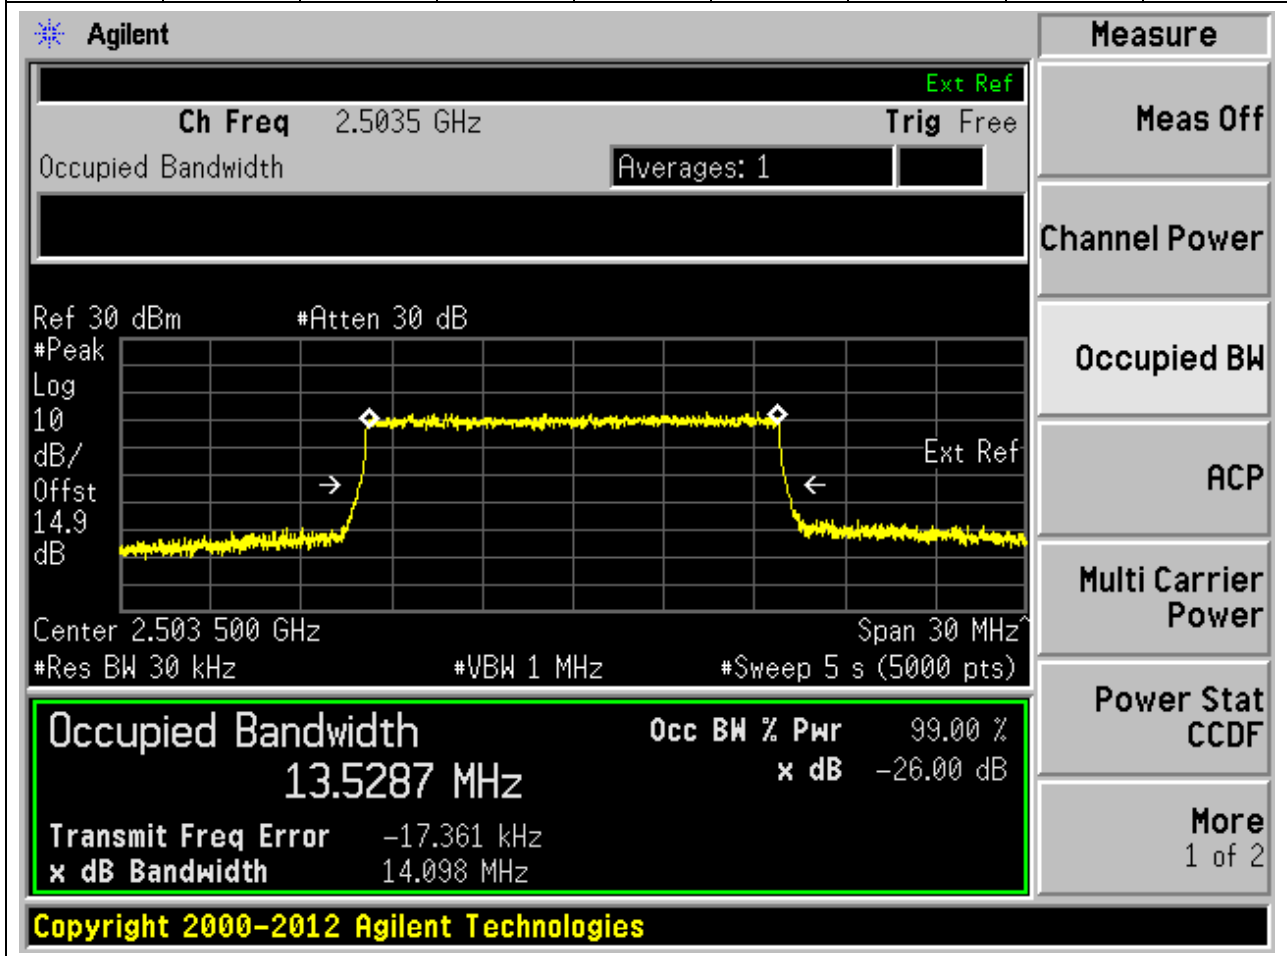 Agilent
Measure
Ext Ref
Ch Freq 2.5035 GHz Trig Free
Meas Off
Occupied Bandwidth Averages: 1
Channel Power
Ref 30 dBm #Atten 30 dB
#Peak
Log
10
dB/
Offst
14.9
dB
Ext Ref
Occupied BW
ACP
Center 2.503 500 GHz Span 30 MHz^
#Res BW 30 kHz #VBW 1 MHz #Sweep 5 s (5000 pts)
Multi Carrier
Power
Occupied Bandwidth Occ BW % Pwr 99.00 %
13.5287 MHz x dB -26.00 dB
Transmit Freq Error -17.361 kHz
x dB Bandwidth 14.098 MHz
Power Stat
CCDF
More
1 of 2
Copyright 2000-2012 Agilent Technologies